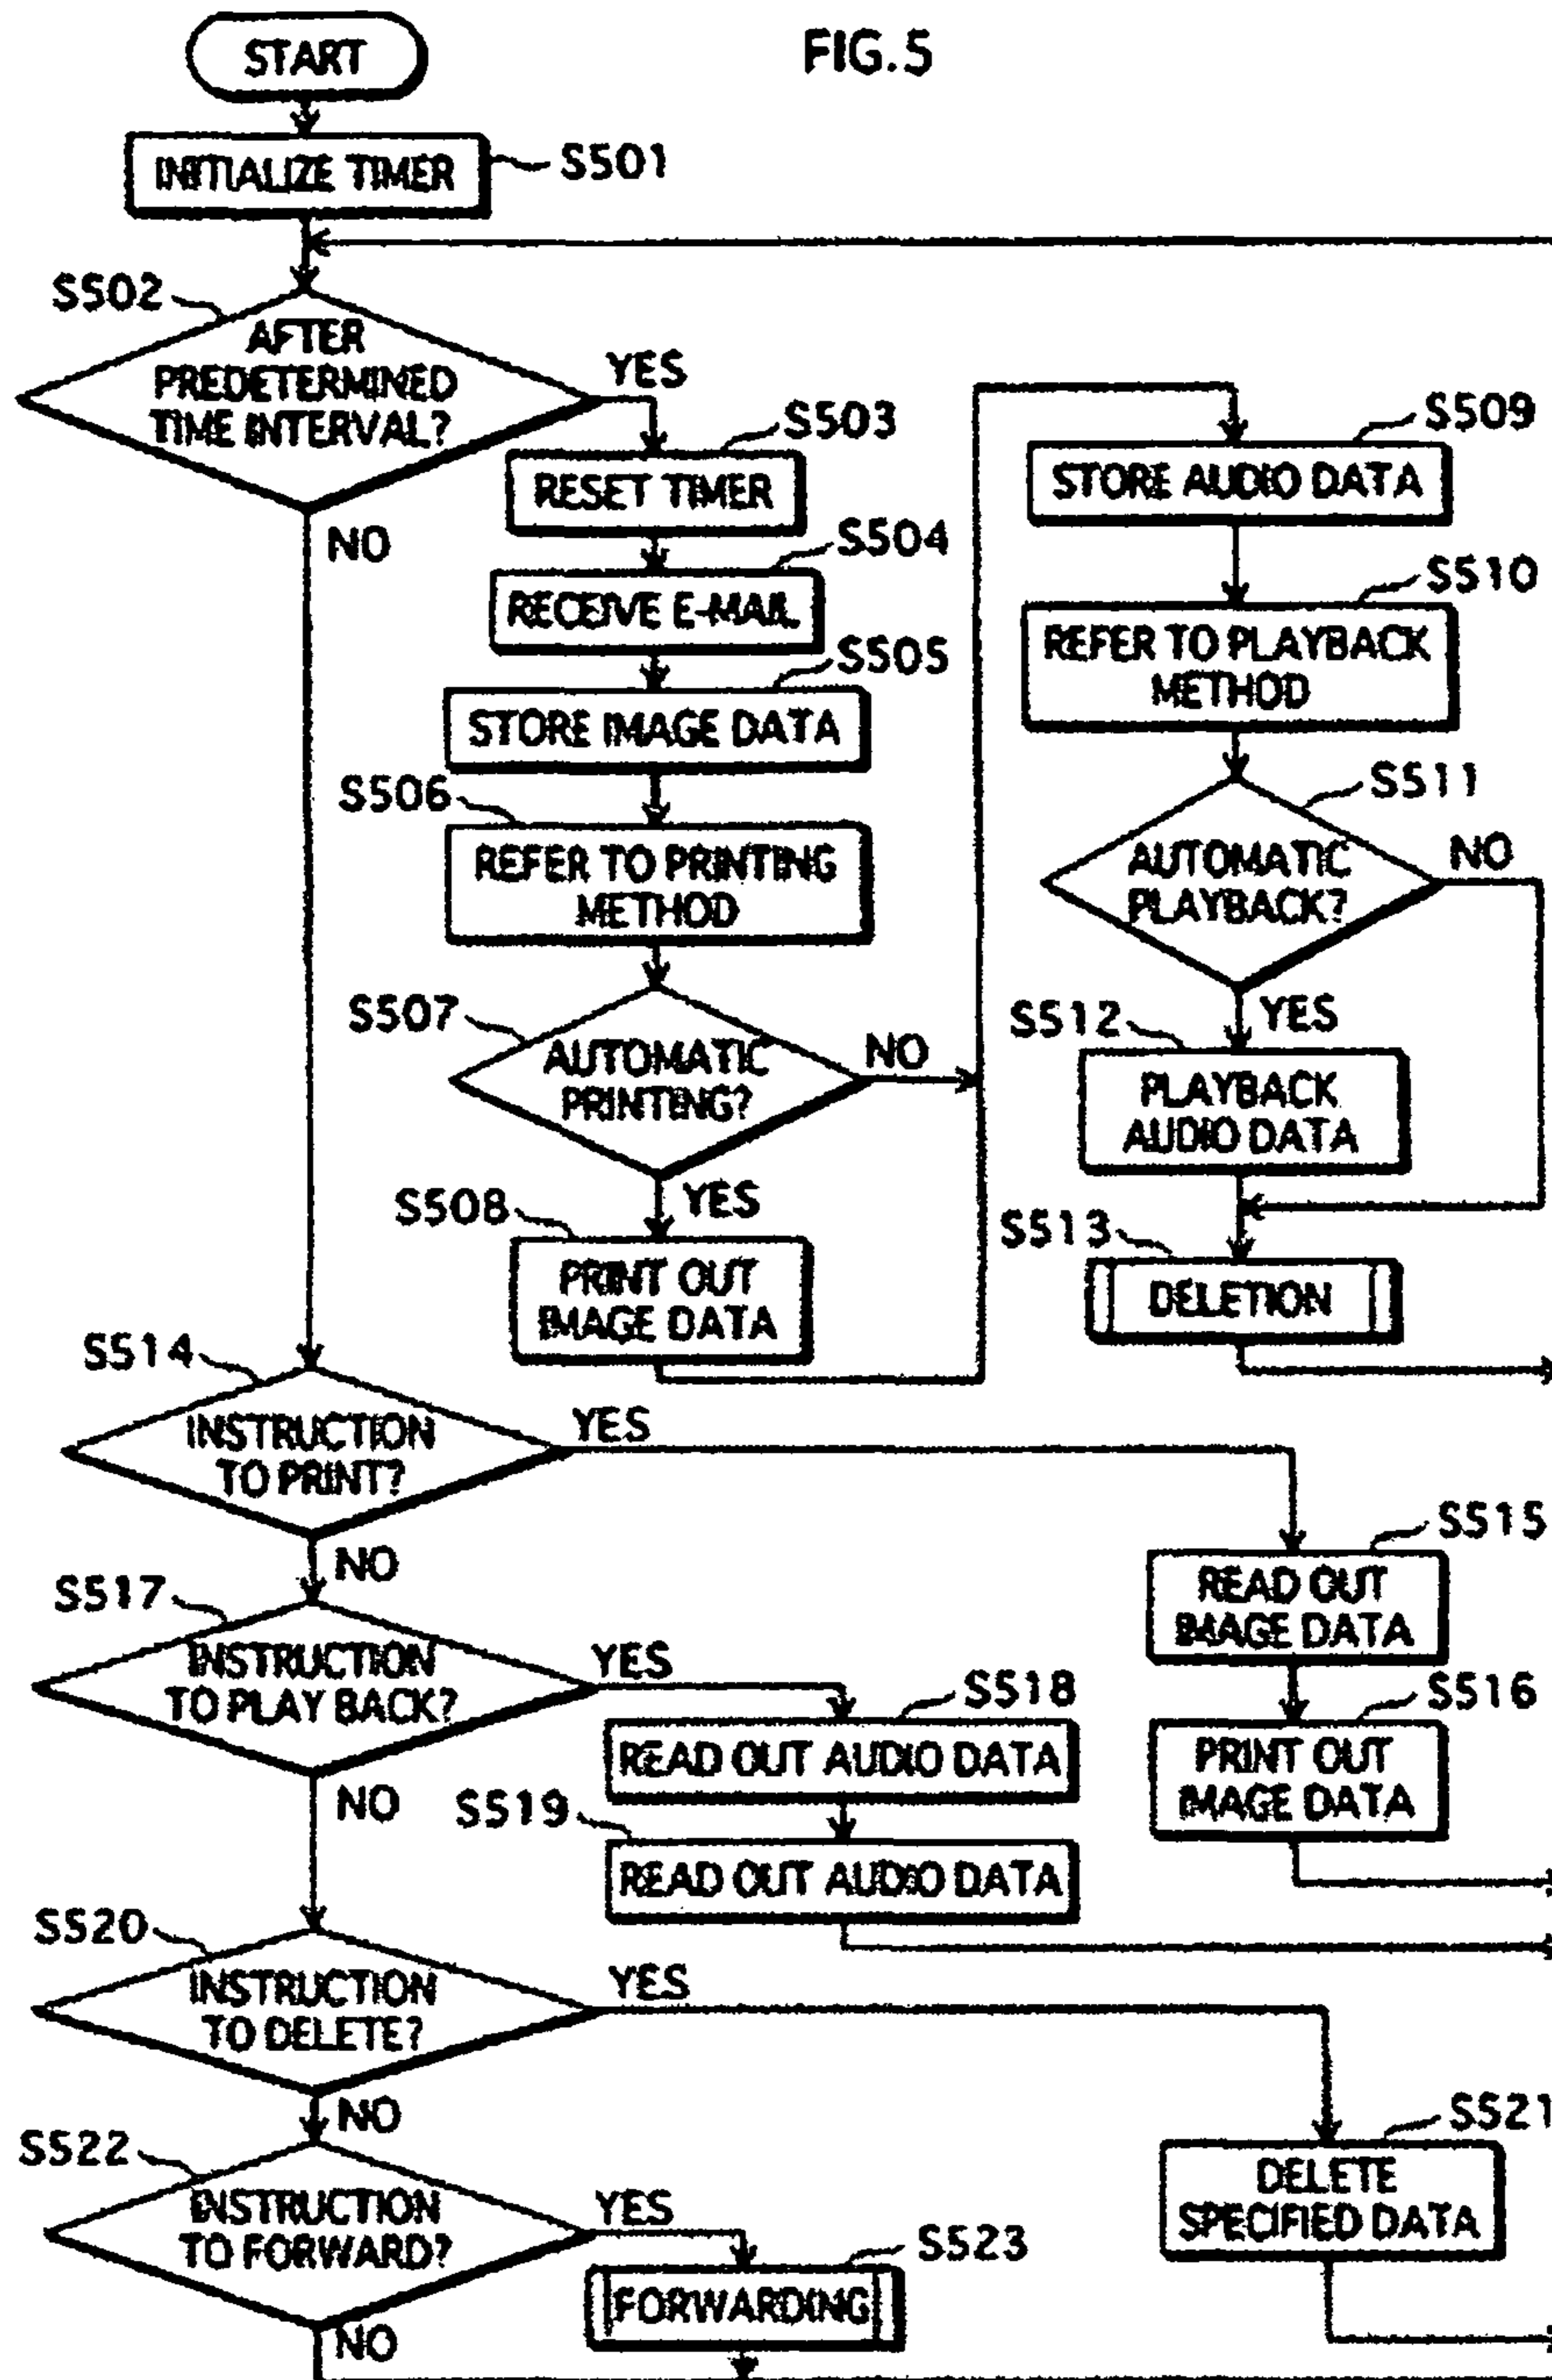 FIG.5
START
INITIALIZE TIMER
S501
S502
AFTER
PREDETERMINED
TIME INTERVAL?
YES
NO
S503
RESET TIMER
S504
RECEIVE E-MAIL
S505
STORE IMAGE DATA
S506
REFER TO PRINTING
METHOD
S507
AUTOMATIC
PRINTING?
NO
YES
S508
PRINT OUT
IMAGE DATA
S509
STORE AUDIO DATA
S510
REFER TO PLAYBACK
METHOD
S511
AUTOMATIC
PLAYBACK?
NO
YES
S512
PLAYBACK
AUDIO DATA
S513
DELETION
S514
INSTRUCTION
TO PRINT?
YES
NO
S515
READ OUT
IMAGE DATA
S516
PRINT OUT
IMAGE DATA
S517
INSTRUCTION
TO PLAY BACK?
YES
NO
S518
READ OUT AUDIO DATA
S519
READ OUT AUDIO DATA
S520
INSTRUCTION
TO DELETE?
YES
NO
S521
DELETE
SPECIFIED DATA
S522
INSTRUCTION
TO FORWARD?
YES
NO
S523
FORWARDING